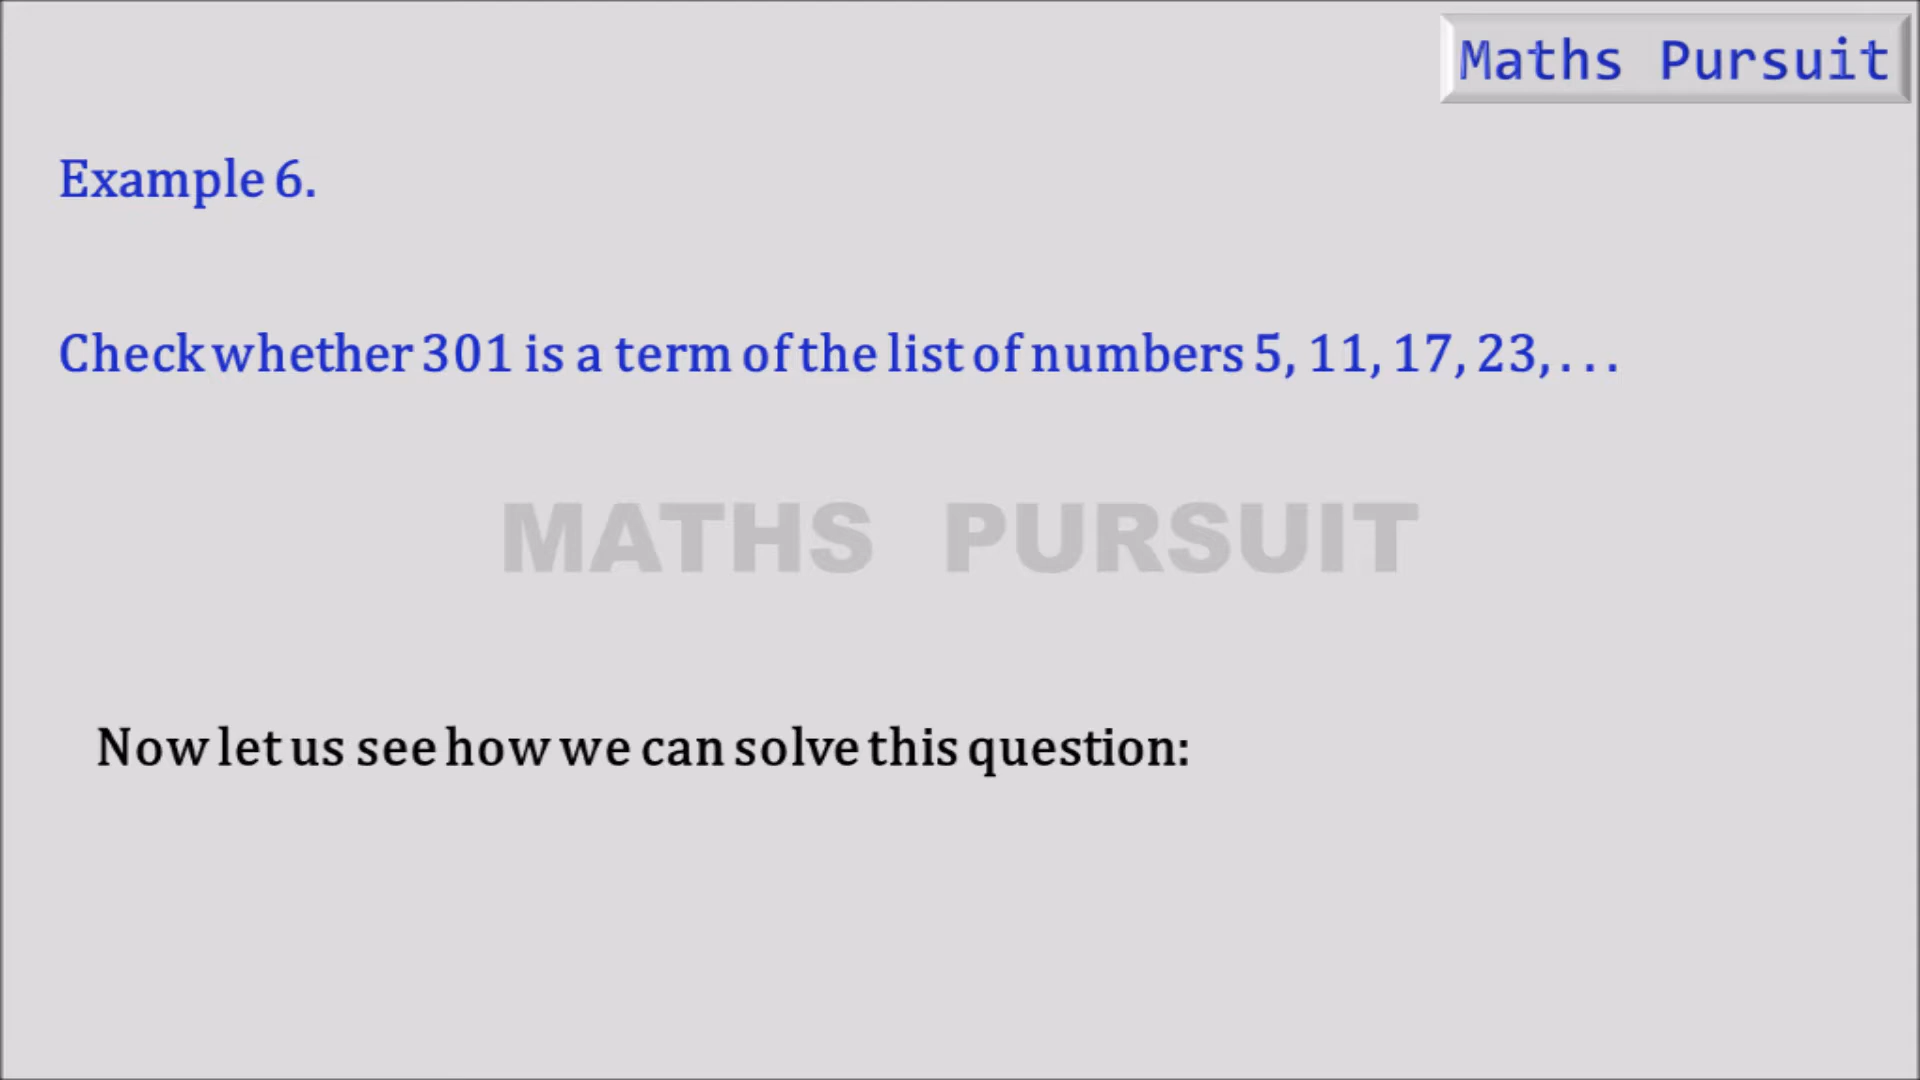 Maths Pursuit
Example 6.
Check whether 301 is a term of the list of numbers 5, 11, 17, 23, . . .
MATHS PURSUIT
Now let us see how we can solve this question: